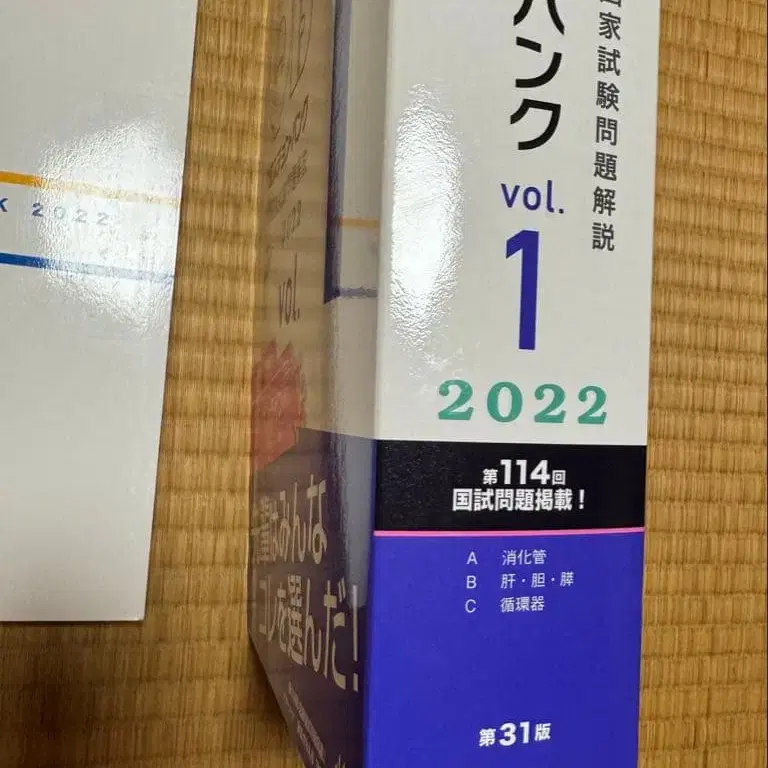 K 2022
vol.
はみんな
コレを選んだ!
国家試験問題解説
バンク
vol.
1
2022
第114回
国試問題掲載!
A 消化管
B 肝・胆・膵
C 循環器
第31版